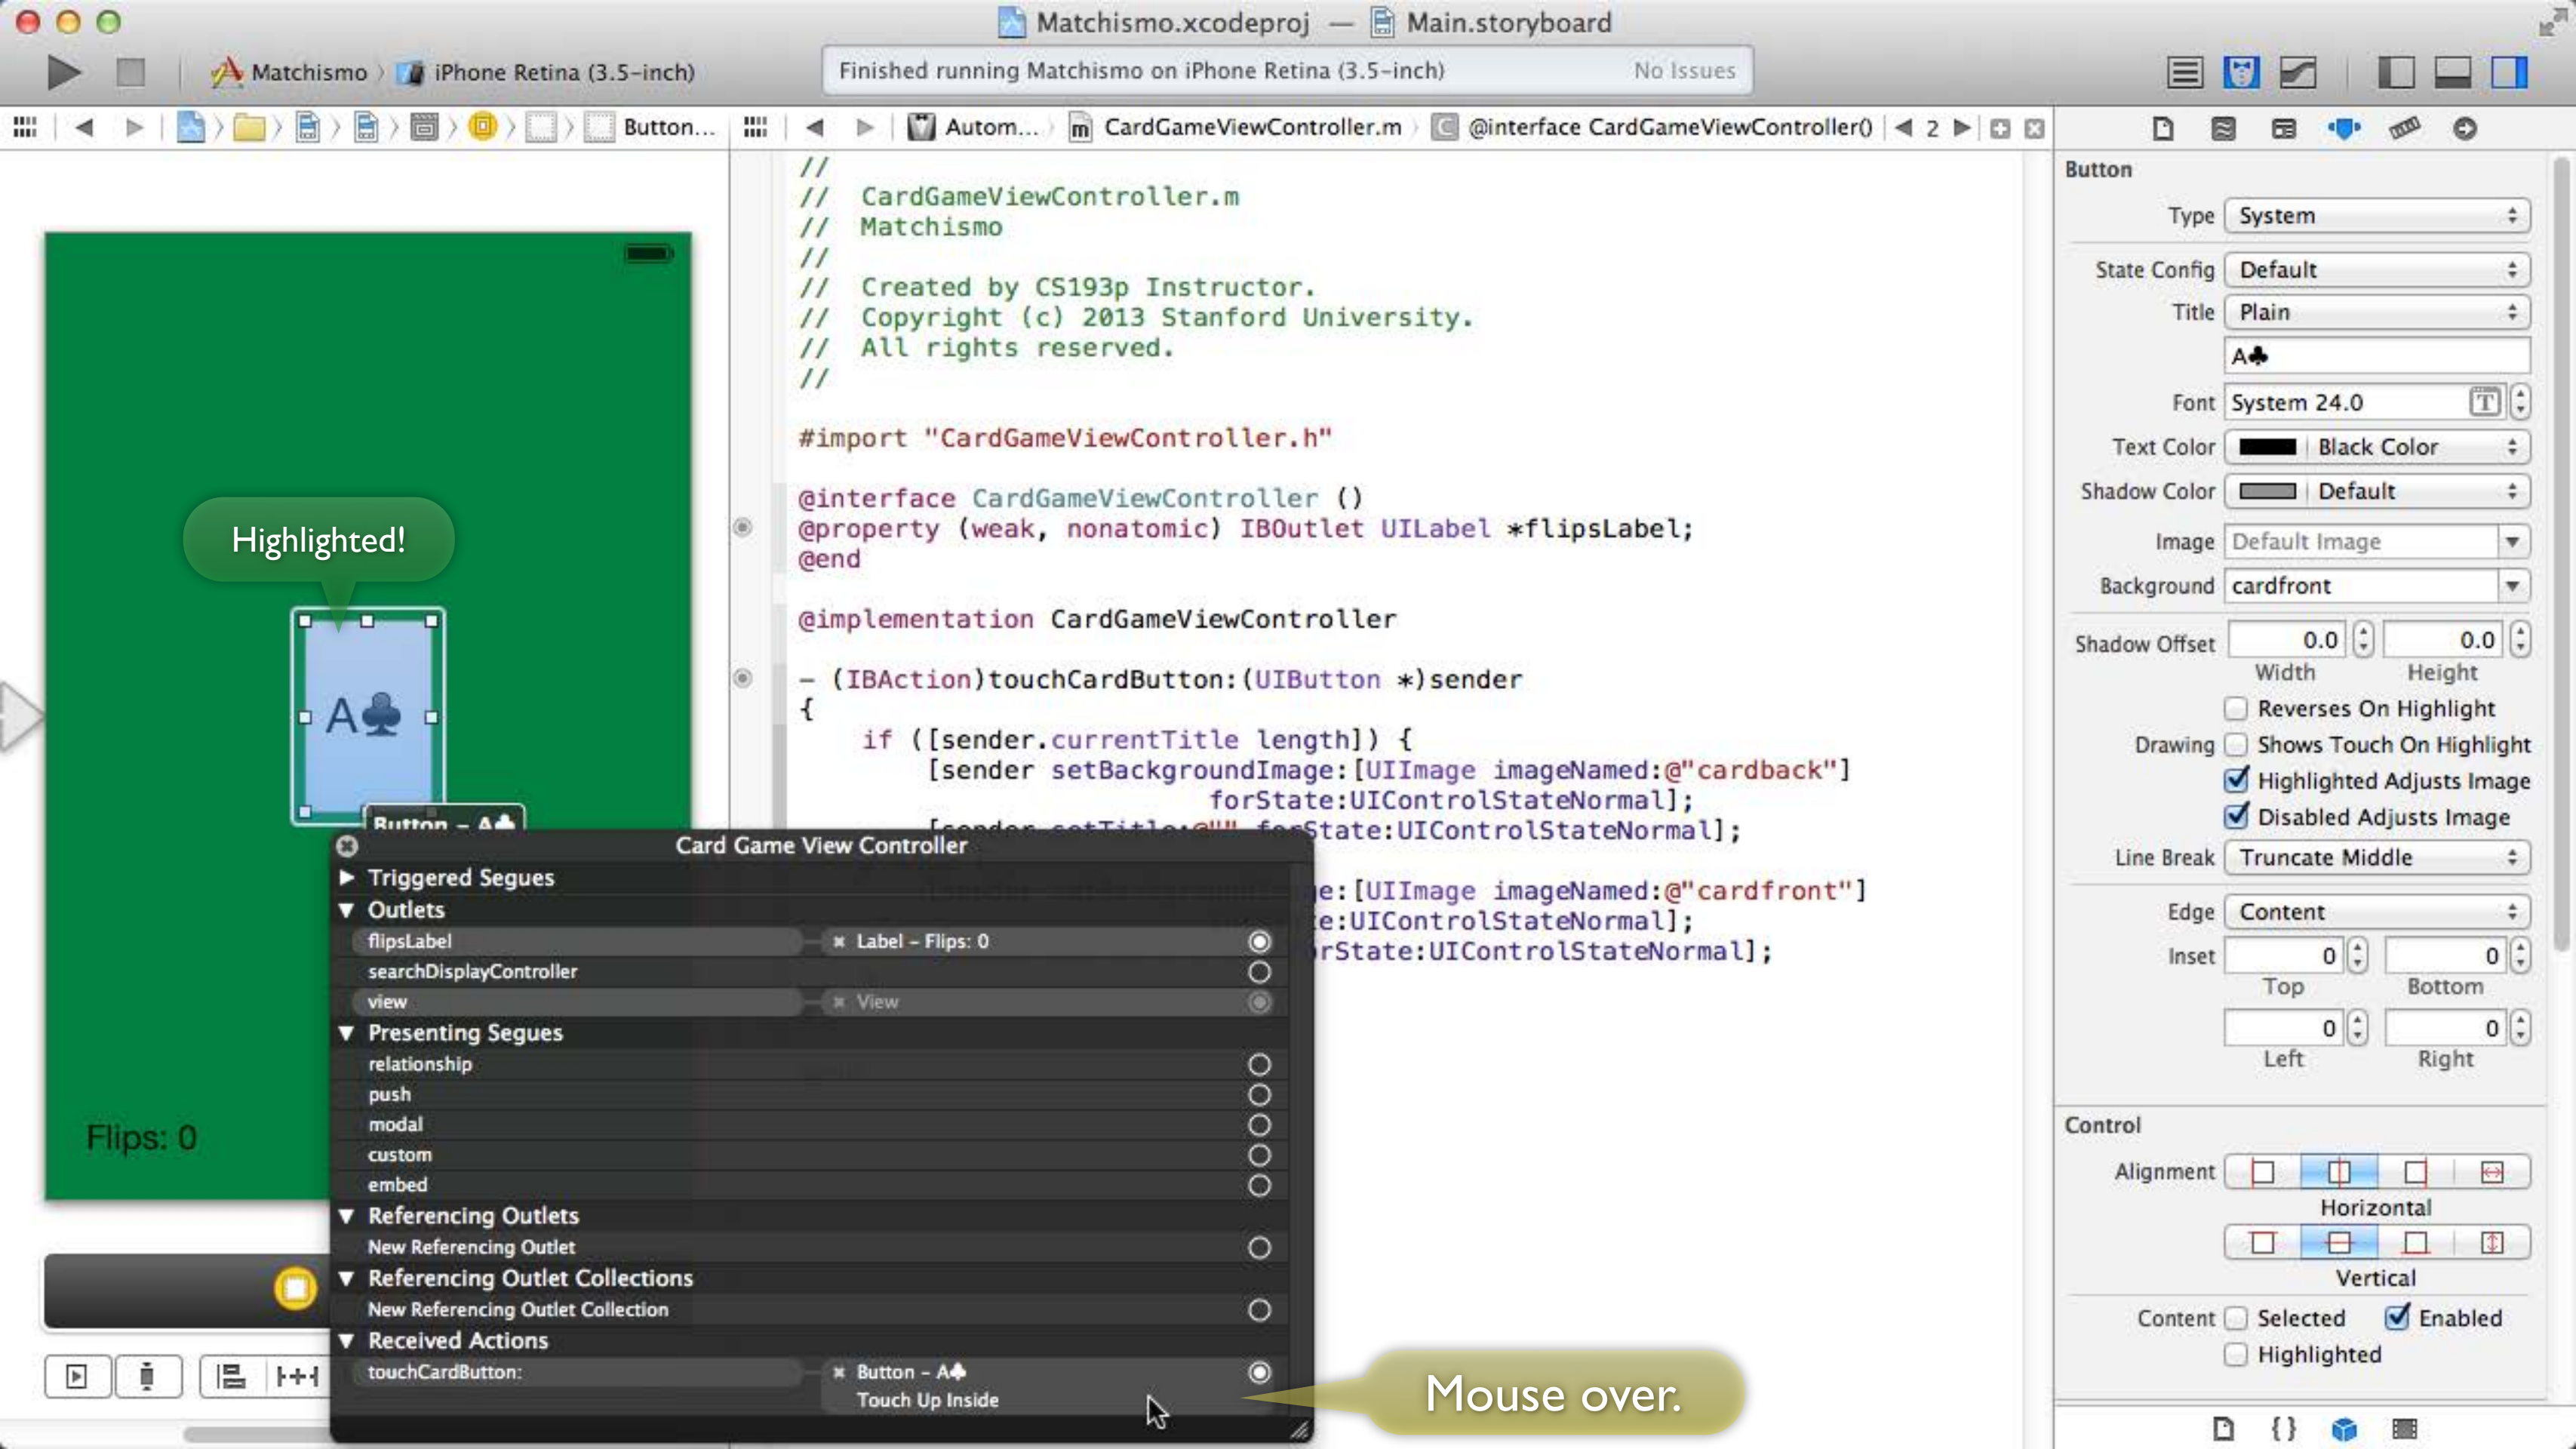 Matchismo.xcodeproj — Main.storyboard
Matchismo iPhone Retina (3.5-inch)
Finished running Matchismo on iPhone Retina (3.5-inch) No Issues
Button...
Autom... CardGameViewController.m @interface CardGameViewController() 2
Highlighted!
A♣
Button - A♣
Flips: 0
//
// CardGameViewController.m
// Matchismo
//
// Created by CS193p Instructor.
// Copyright (c) 2013 Stanford University.
// All rights reserved.
//
#import "CardGameViewController.h"
@interface CardGameViewController ()
@property (weak, nonatomic) IBOutlet UILabel *flipsLabel;
@end
@implementation CardGameViewController
- (IBAction)touchCardButton:(UIButton *)sender
{
if ([sender.currentTitle length]) {
[sender setBackgroundImage:[UIImage imageNamed:@"cardback"]
forState:UIControlStateNormal];
[sender setTitle:@"" forState:UIControlStateNormal];
e:[UIImage imageNamed:@"cardfront"]
e:UIControlStateNormal];
rState:UIControlStateNormal];
Card Game View Controller
Triggered Segues
Outlets
flipsLabel Label - Flips: 0
searchDisplayController
view View
Presenting Segues
relationship
push
modal
custom
embed
Referencing Outlets
New Referencing Outlet
Referencing Outlet Collections
New Referencing Outlet Collection
Received Actions
touchCardButton: Button - A♣
Touch Up Inside
Mouse over.
Button
Type System
State Config Default
Title Plain
A♣
Font System 24.0 T
Text Color Black Color
Shadow Color Default
Image Default Image
Background cardfront
Shadow Offset 0.0 0.0
Width Height
Reverses On Highlight
Drawing Shows Touch On Highlight
Highlighted Adjusts Image
Disabled Adjusts Image
Line Break Truncate Middle
Edge Content
Inset 0 0
Top Bottom
0 0
Left Right
Control
Alignment
Horizontal
Vertical
Content Selected Enabled
Highlighted
{}